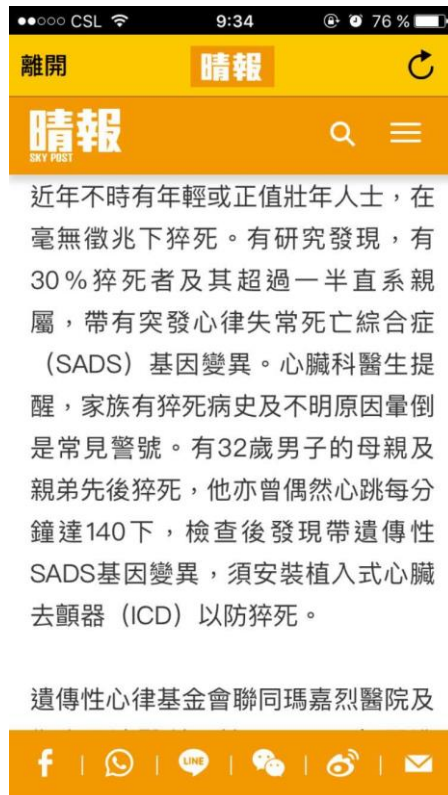 CSL 9:34 76 %
離開 晴報
晴報
SKY POST
近年不時有年輕或正值壯年人士，在
毫無徵兆下猝死。有研究發現，有
30％猝死者及其超過一半直系親
屬，帶有突發心律失常死亡綜合症
（SADS）基因變異。心臟科醫生提
醒，家族有猝死病史及不明原因暈倒
是常見警號。有32歲男子的母親及
親弟先後猝死，他亦曾偶然心跳每分
鐘達140下，檢查後發現帶遺傳性
SADS基因變異，須安裝植入式心臟
去顫器（ICD）以防猝死。
遺傳性心律基金會聯同瑪嘉烈醫院及
LINE